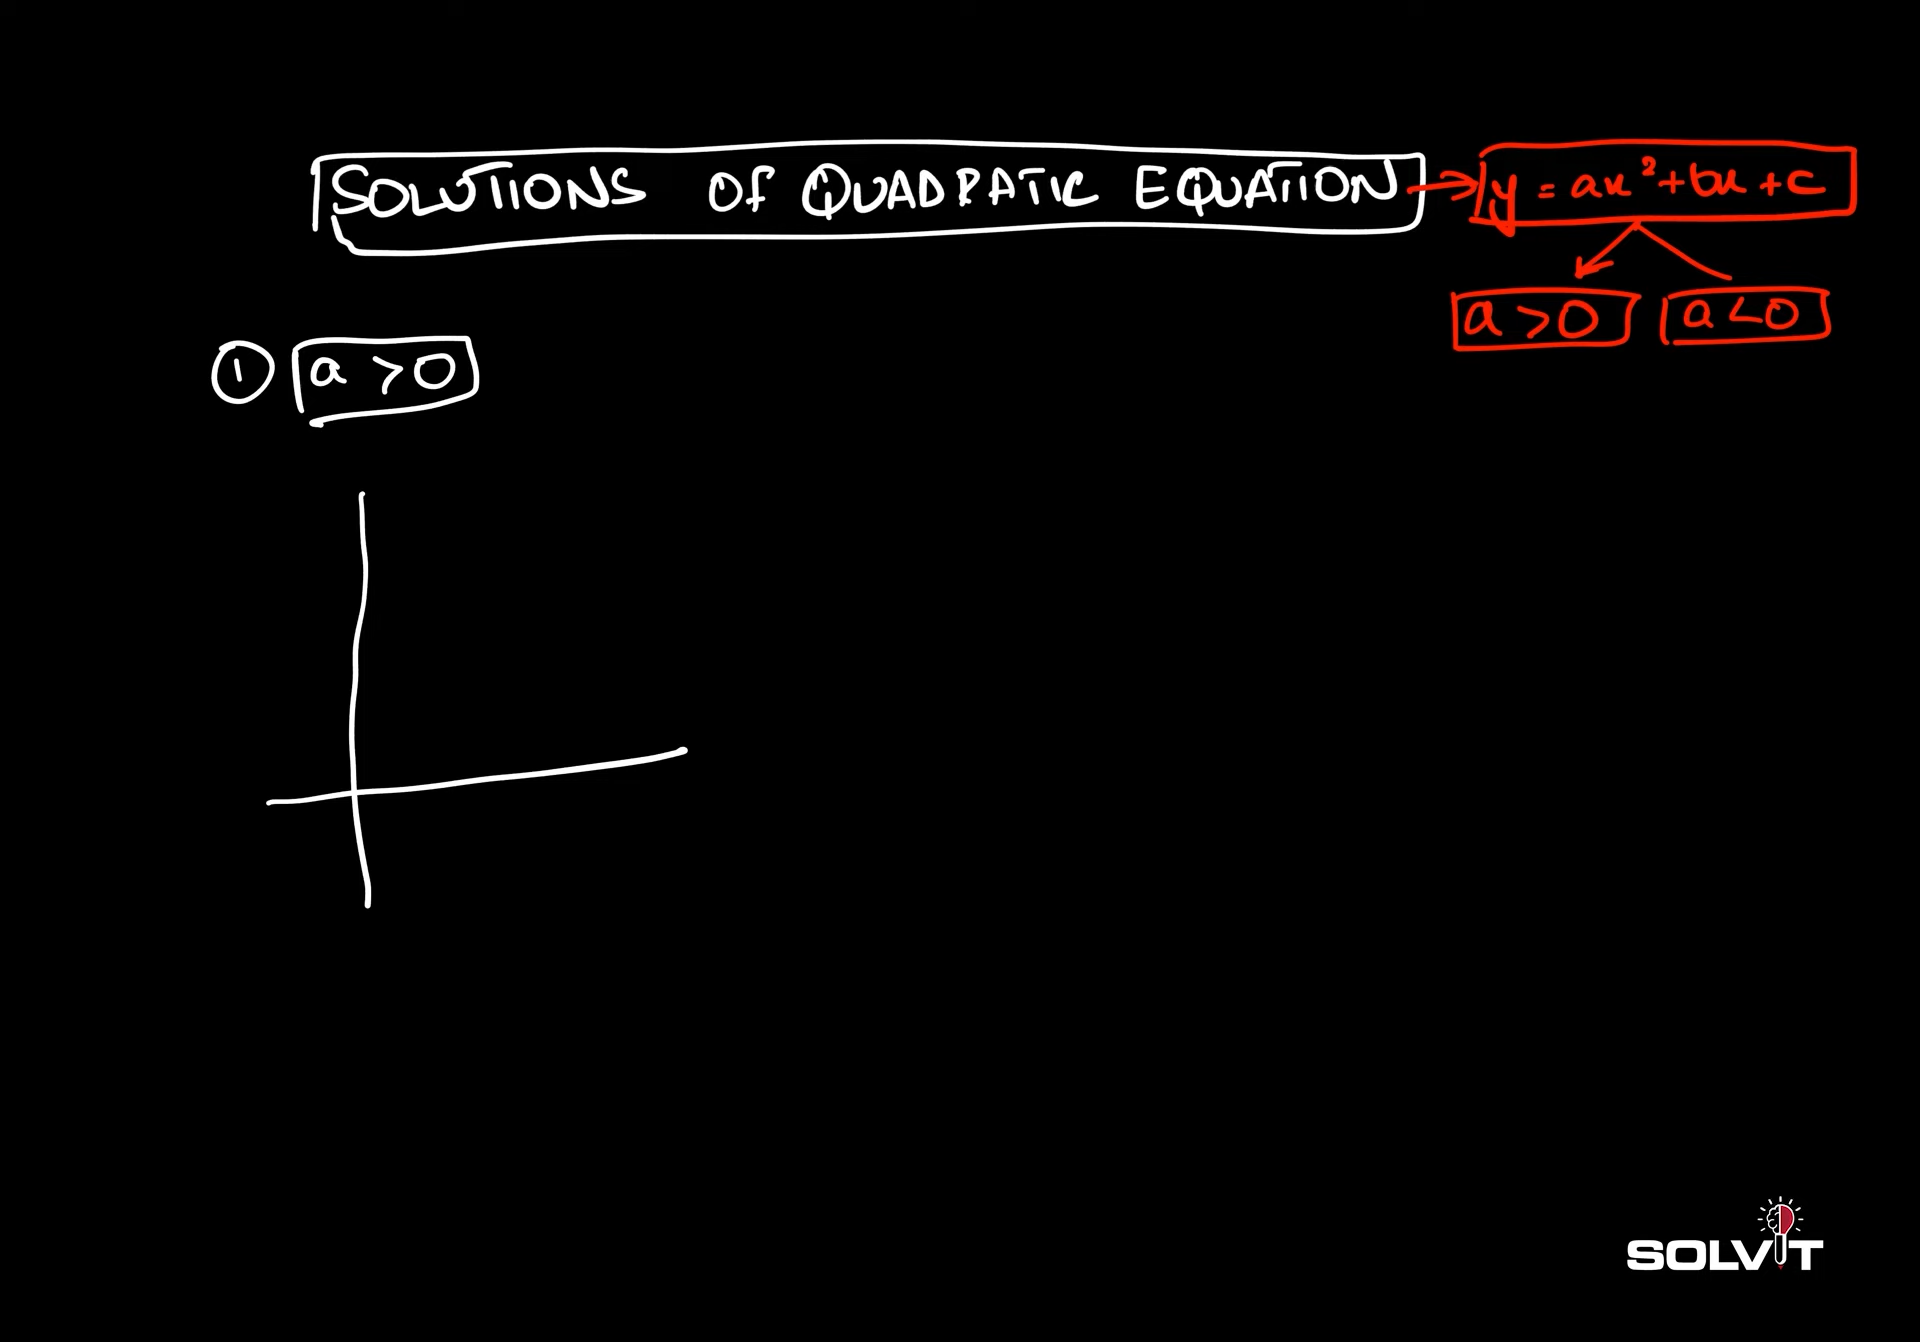 SOLUTIONS OF QUADRATIC EQUATION
y = ax²+bx+c
a>0 a<0
① a>0
SOLVIT